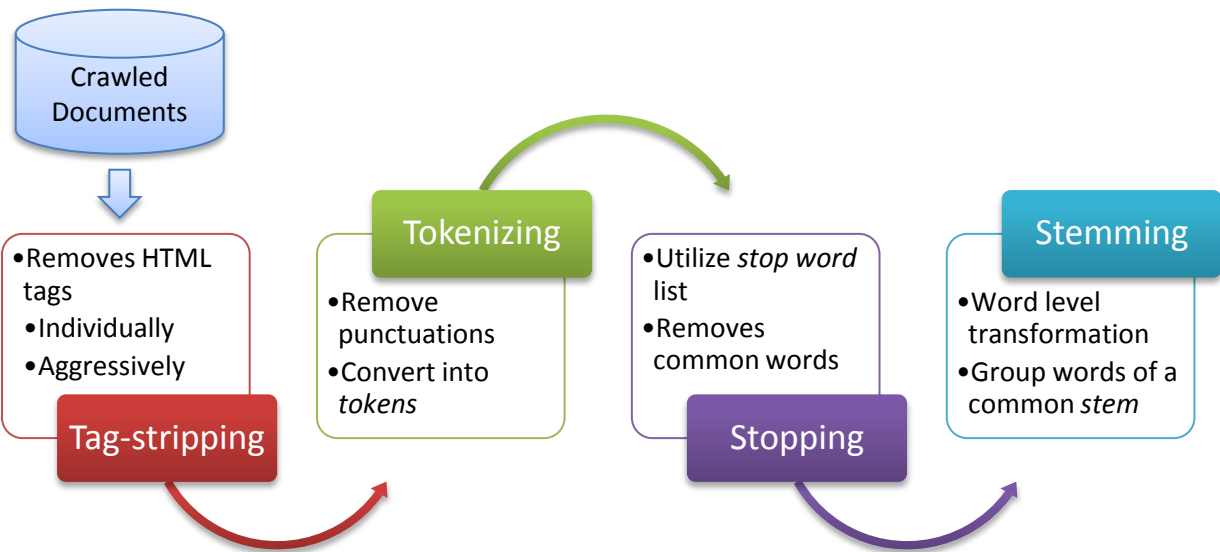 Crawled
Documents
•Removes HTML
tags
•Individually
•Aggressively
Tag-stripping
Tokenizing
•Remove
punctuations
•Convert into
tokens
•Utilize stop word
list
•Removes
common words
Stopping
Stemming
•Word level
transformation
•Group words of a
common stem